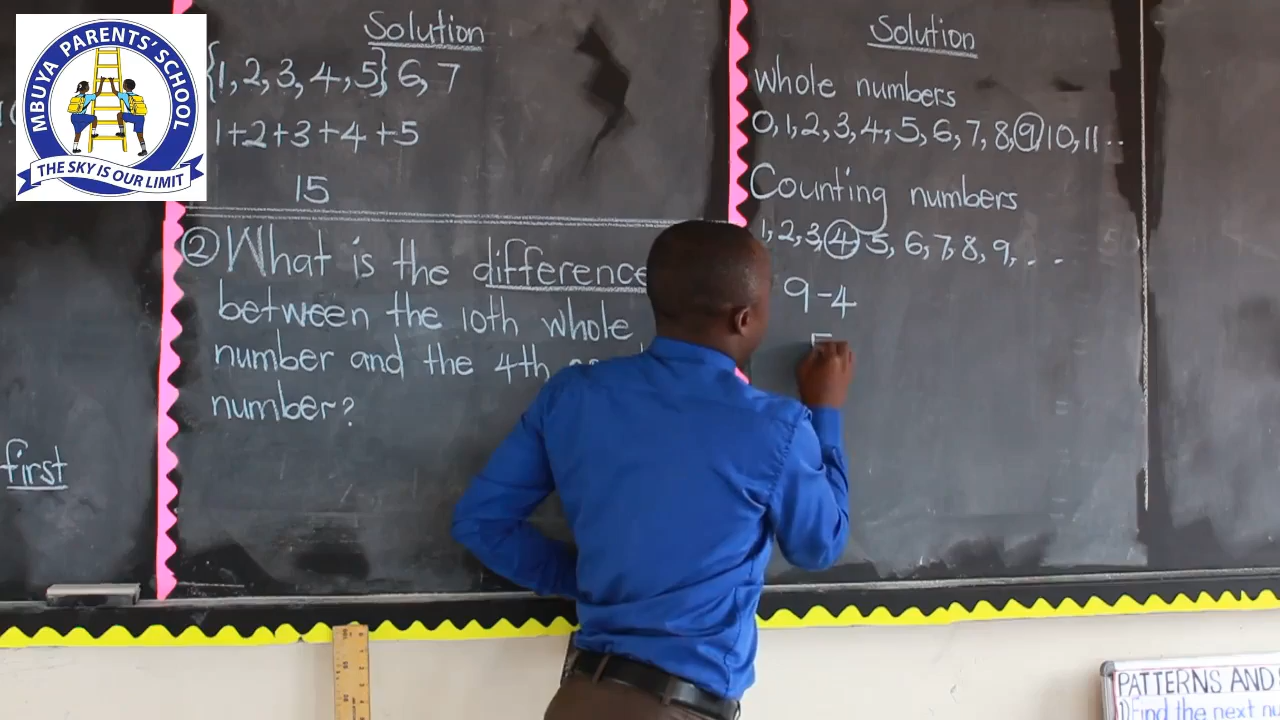 MBUYA PARENTS' SCHOOL
THE SKY IS OUR LIMIT
first
Solution
{1, 2, 3, 4, 5} 6, 7
1+2+3+4+5
15
② What is the difference
between the 10th whole
number and the 4th
number?
Solution
whole numbers
0, 1, 2, 3, 4, 5, 6, 7, 8, 9, 10, 11 ..
Counting numbers
1, 2, 3, 4, 5, 6, 7, 8, 9, . . .
9-4
5
PATTERNS AND
1) Find the next